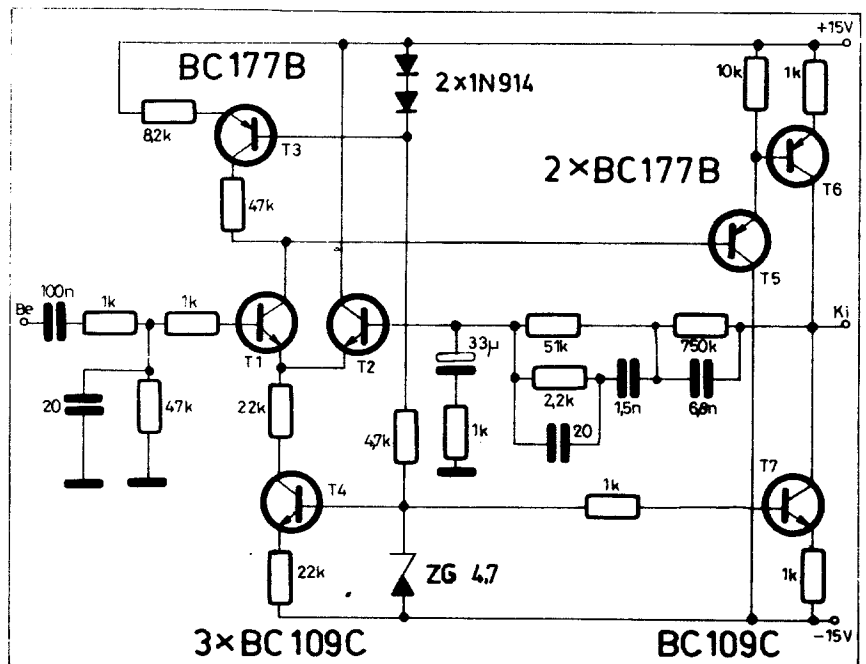 +15V
BC177B
2×1N914
10k
1k
8,2k
T3
2×BC177B
T6
47k
T5
Be
100n
1k
1k
Ki
T1
T2
33μ
51k
750k
20
47k
22k
2,2k
1,5n
6,8n
4,7k
1k
20
T4
T7
1k
22k
ZG 4,7
1k
3×BC109C
BC109C
-15V